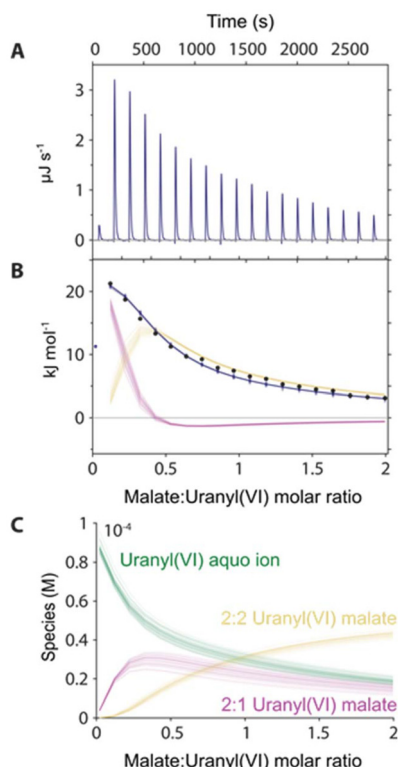 Time (s)
0 500 1000 1500 2000 2500
A
3
2
1
0
µJ s⁻¹
B
20
10
0
kJ mol⁻¹
0 0.5 1 1.5 2
Malate:Uranyl(VI) molar ratio
C
1 10⁻⁴
0.8
0.6
0.4
0.2
0
Species (M)
Uranyl(VI) aquo ion
2:2 Uranyl(VI) malate
2:1 Uranyl(VI) malate
0 0.5 1 1.5 2
Malate:Uranyl(VI) molar ratio